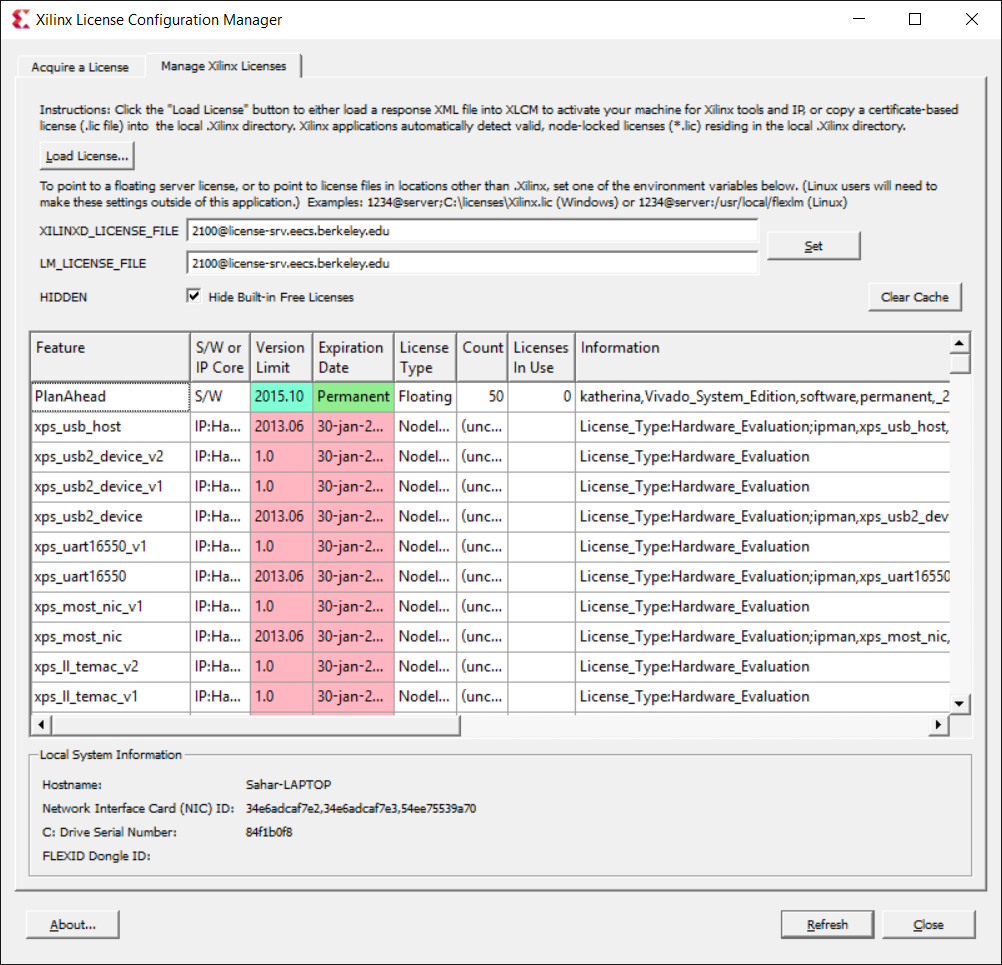 Xilinx License Configuration Manager
Acquire a License
Manage Xilinx Licenses
Instructions: Click the "Load License" button to either load a response XML file into XLCM to activate your machine for Xilinx tools and IP, or copy a certificate-based
license (.lic file) into the local .Xilinx directory. Xilinx applications automatically detect valid, node-locked licenses (*.lic) residing in the local .Xilinx directory.
Load License...
To point to a floating server license, or to point to license files in locations other than .Xilinx, set one of the environment variables below. (Linux users will need to
make these settings outside of this application.) Examples: 1234@server;C:\licenses\Xilinx.lic (Windows) or 1234@server:/usr/local/flexlm (Linux)
XILINXD_LICENSE_FILE 2100@license-srv.eecs.berkeley.edu
Set
LM_LICENSE_FILE 2100@license-srv.eecs.berkeley.edu
HIDDEN Hide Built-in Free Licenses
Clear Cache
Feature S/W or IP Core Version Limit Expiration Date License Type Count Licenses In Use Information
PlanAhead S/W 2015.10 Permanent Floating 50 0 katherina,Vivado_System_Edition,software,permanent,_2
xps_usb_host IP:Ha... 2013.06 30-jan-2... Nodel... (unc... License_Type:Hardware_Evaluation;ipman,xps_usb_host,
xps_usb2_device_v2 IP:Ha... 1.0 30-jan-2... Nodel... (unc... License_Type:Hardware_Evaluation
xps_usb2_device_v1 IP:Ha... 1.0 30-jan-2... Nodel... (unc... License_Type:Hardware_Evaluation
xps_usb2_device IP:Ha... 2013.06 30-jan-2... Nodel... (unc... License_Type:Hardware_Evaluation;ipman,xps_usb2_dev
xps_uart16550_v1 IP:Ha... 1.0 30-jan-2... Nodel... (unc... License_Type:Hardware_Evaluation
xps_uart16550 IP:Ha... 2013.06 30-jan-2... Nodel... (unc... License_Type:Hardware_Evaluation;ipman,xps_uart16550
xps_most_nic_v1 IP:Ha... 1.0 30-jan-2... Nodel... (unc... License_Type:Hardware_Evaluation
xps_most_nic IP:Ha... 2013.06 30-jan-2... Nodel... (unc... License_Type:Hardware_Evaluation;ipman,xps_most_nic,
xps_ll_temac_v2 IP:Ha... 1.0 30-jan-2... Nodel... (unc... License_Type:Hardware_Evaluation
xps_ll_temac_v1 IP:Ha... 1.0 30-jan-2... Nodel... (unc... License_Type:Hardware_Evaluation
Local System Information
Hostname: Sahar-LAPTOP
Network Interface Card (NIC) ID: 34e6adcaf7e2,34e6adcaf7e3,54ee75539a70
C: Drive Serial Number: 84f1b0f8
FLEXID Dongle ID:
About...
Refresh
Close